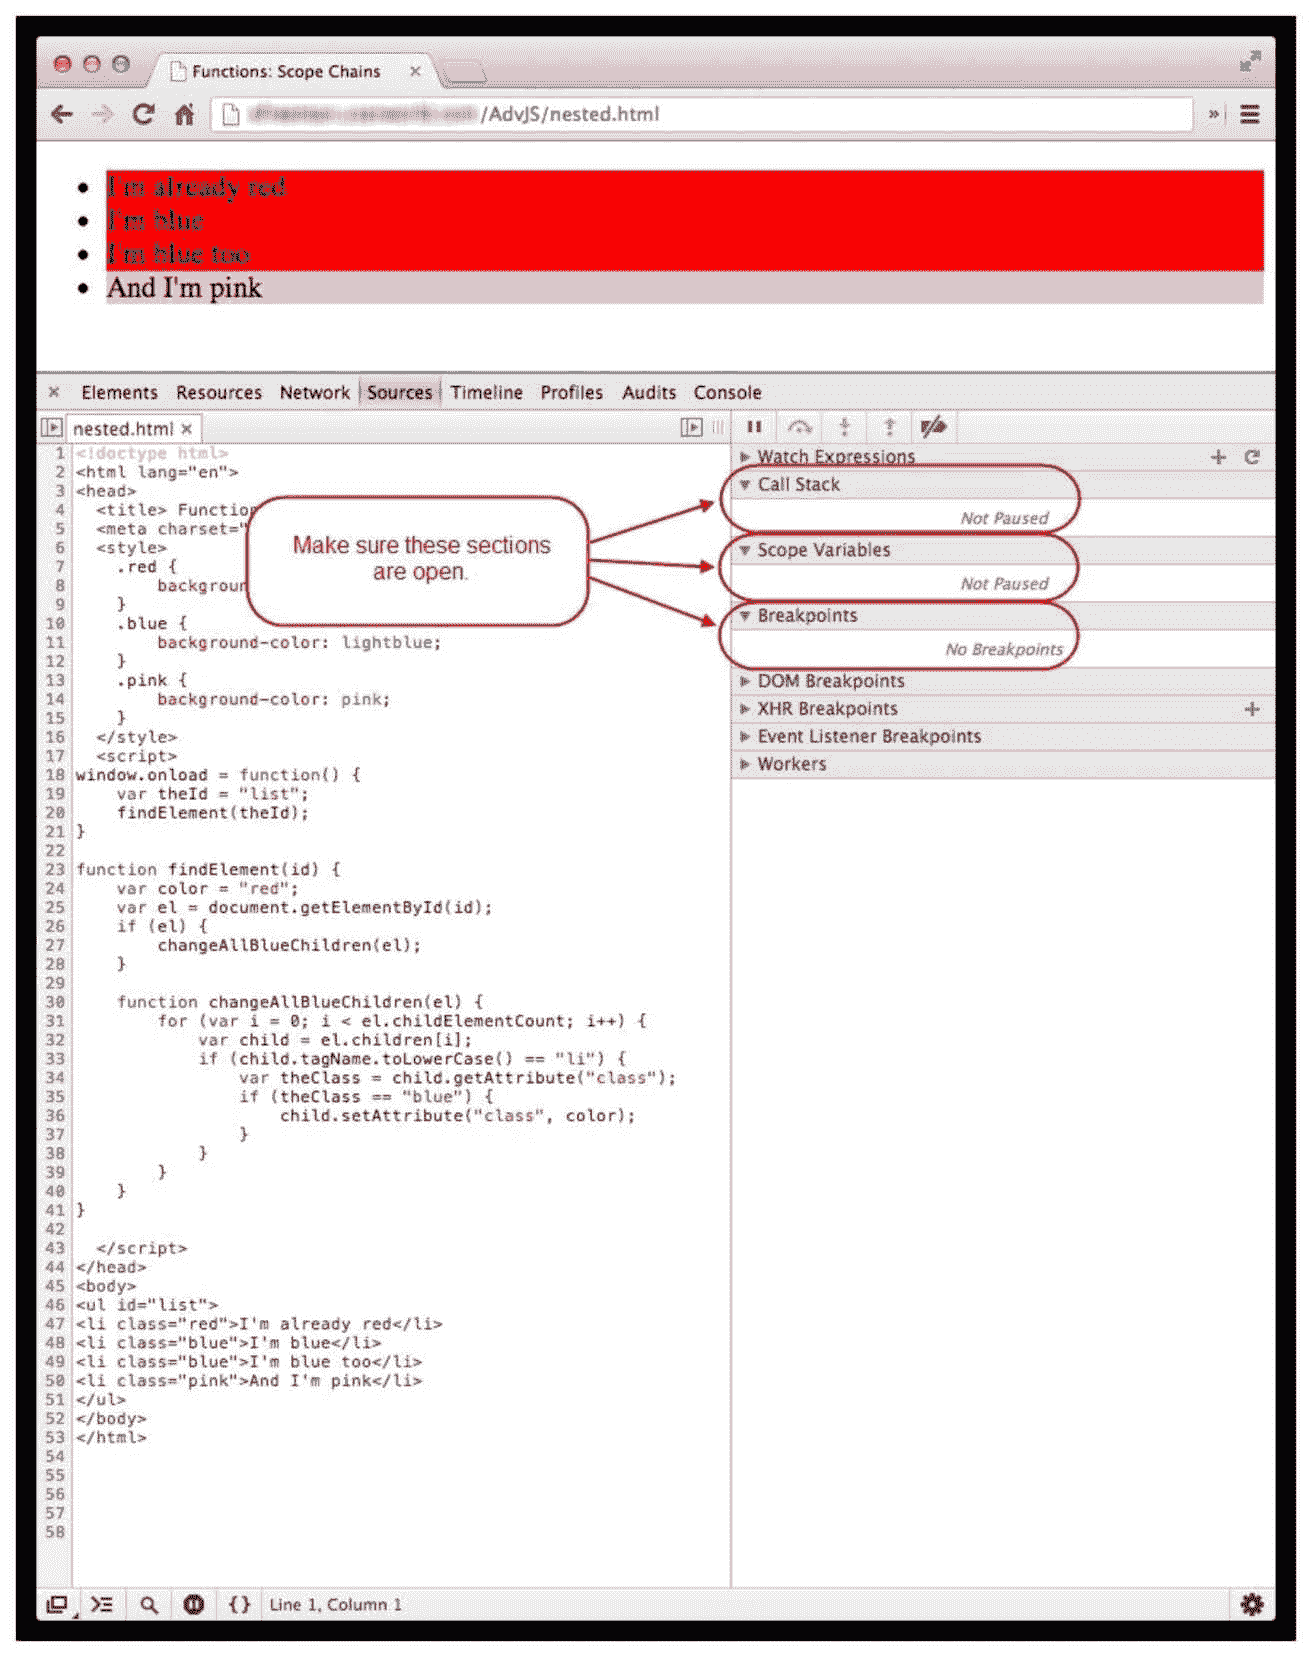 Functions: Scope Chains ×
/AdvJS/nested.html »
• I'm already red
• I'm blue
• I'm blue too
• And I'm pink
× Elements Resources Network Sources Timeline Profiles Audits Console
nested.html ×
1 <!doctype html>
2 <html lang="en">
3 <head>
4 <title> Function
5 <meta charset="
6 <style>
7 .red {
8 backgroun
9 }
10 .blue {
11 background-color: lightblue;
12 }
13 .pink {
14 background-color: pink;
15 }
16 </style>
17 <script>
18 window.onload = function() {
19 var theId = "list";
20 findElement(theId);
21 }
22
23 function findElement(id) {
24 var color = "red";
25 var el = document.getElementById(id);
26 if (el) {
27 changeAllBlueChildren(el);
28 }
29
30 function changeAllBlueChildren(el) {
31 for (var i = 0; i < el.childElementCount; i++) {
32 var child = el.children[i];
33 if (child.tagName.toLowerCase() == "li") {
34 var theClass = child.getAttribute("class");
35 if (theClass == "blue") {
36 child.setAttribute("class", color);
37 }
38 }
39 }
40 }
41 }
42
43 </script>
44 </head>
45 <body>
46 <ul id="list">
47 <li class="red">I'm already red</li>
48 <li class="blue">I'm blue</li>
49 <li class="blue">I'm blue too</li>
50 <li class="pink">And I'm pink</li>
51 </ul>
52 </body>
53 </html>
54
55
56
57
58
Make sure these sections
are open.
Watch Expressions
Call Stack
Not Paused
Scope Variables
Not Paused
Breakpoints
No Breakpoints
DOM Breakpoints
XHR Breakpoints
Event Listener Breakpoints
Workers
{} Line 1, Column 1